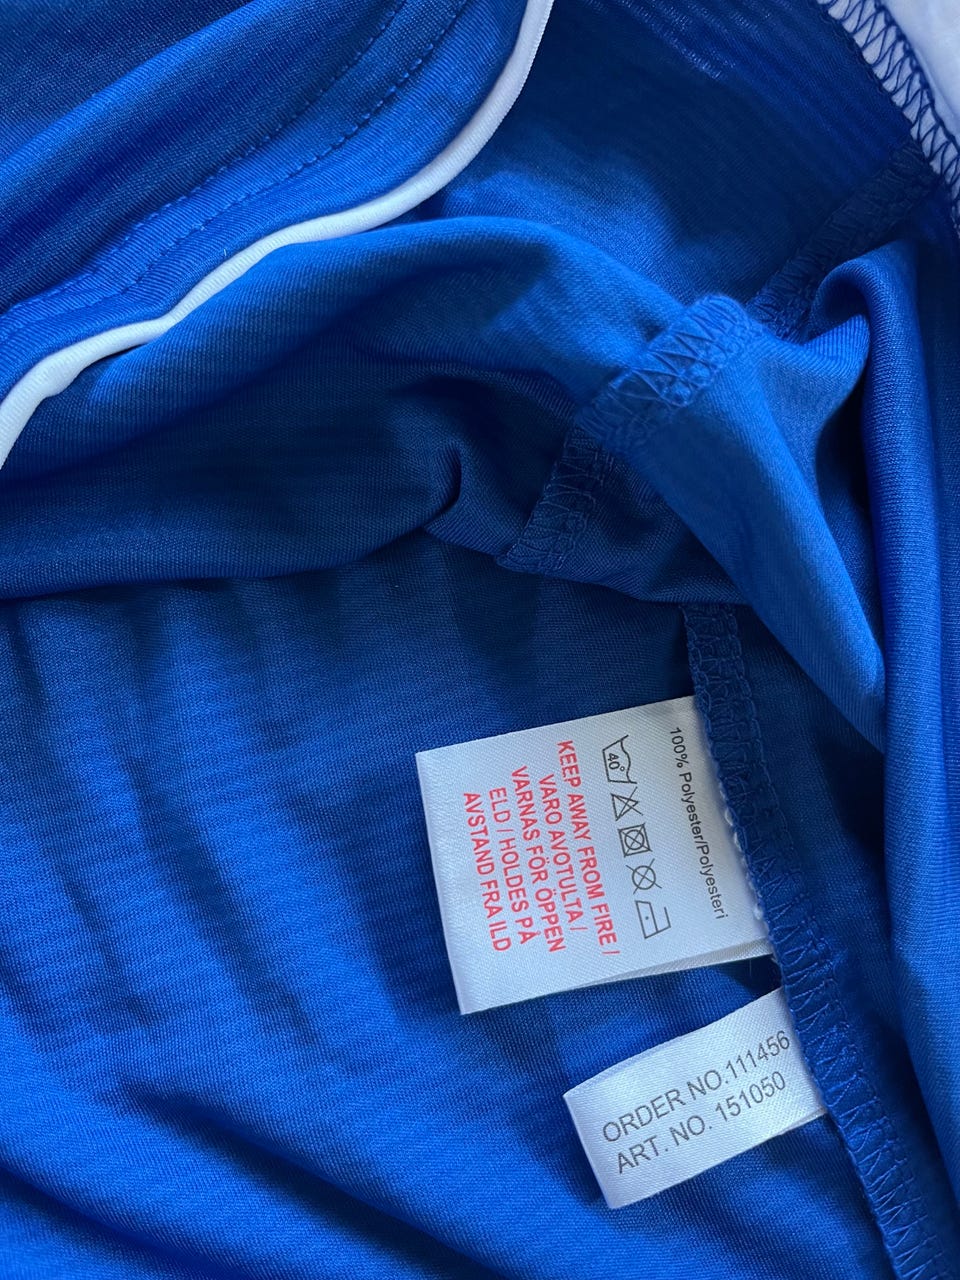 100% Polyester/Polyesteri
40°
KEEP AWAY FROM FIRE /
VARO AVOTULTA /
VARNAS FÖR ÖPPEN
ELD / HOLDES PÅ
AVSTAND FRA ILD
ORDER NO.111456
ART. NO. 151050